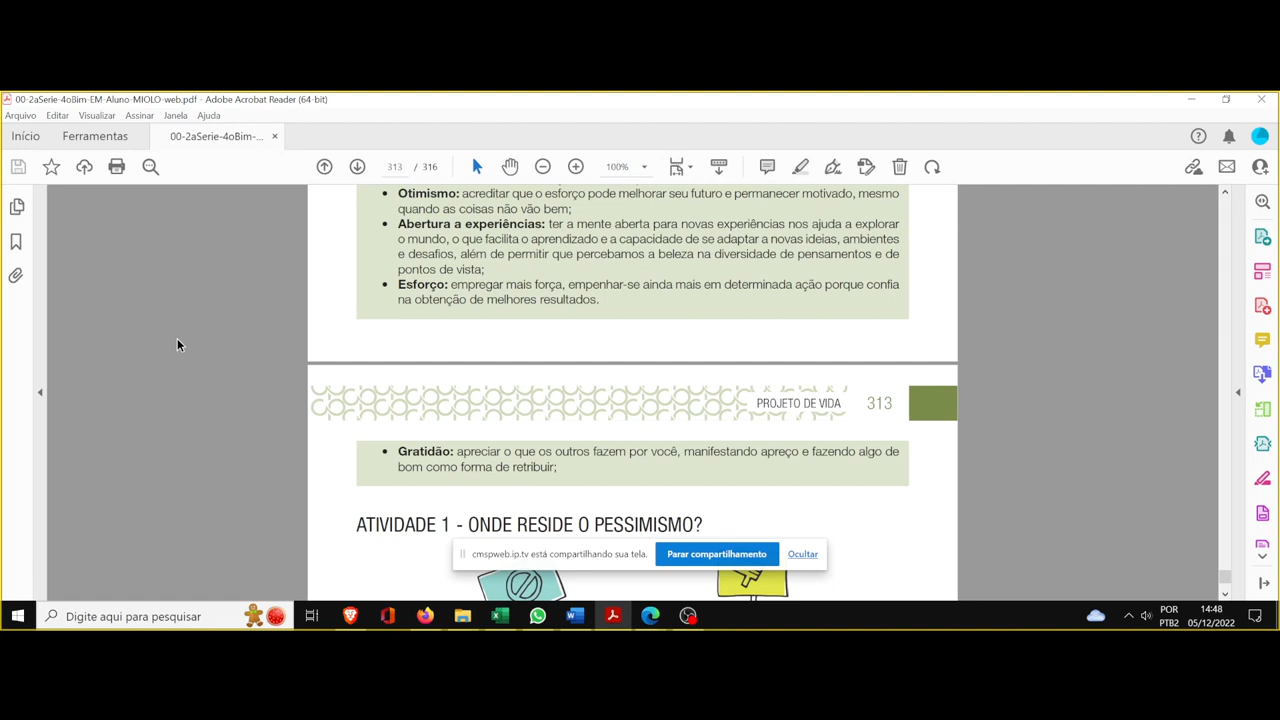 00-2aSerie-4oBim-EM-Aluno-MIOLO-web.pdf - Adobe Acrobat Reader (64-bit)
Arquivo Editar Visualizar Assinar Janela Ajuda
Início Ferramentas 00-2aSerie-4oBim-... ×
313 / 316 100%
• Otimismo: acreditar que o esforço pode melhorar seu futuro e permanecer motivado, mesmo
quando as coisas não vão bem;
• Abertura a experiências: ter a mente aberta para novas experiências nos ajuda a explorar
o mundo, o que facilita o aprendizado e a capacidade de se adaptar a novas ideias, ambientes
e desafios, além de permitir que percebamos a beleza na diversidade de pensamentos e de
pontos de vista;
• Esforço: empregar mais força, empenhar-se ainda mais em determinada ação porque confia
na obtenção de melhores resultados.
PROJETO DE VIDA 313
• Gratidão: apreciar o que os outros fazem por você, manifestando apreço e fazendo algo de
bom como forma de retribuir;
ATIVIDADE 1 - ONDE RESIDE O PESSIMISMO?
cmspweb.ip.tv está compartilhando sua tela. Parar compartilhamento Ocultar
Digite aqui para pesquisar
POR 14:48
PTB2 05/12/2022